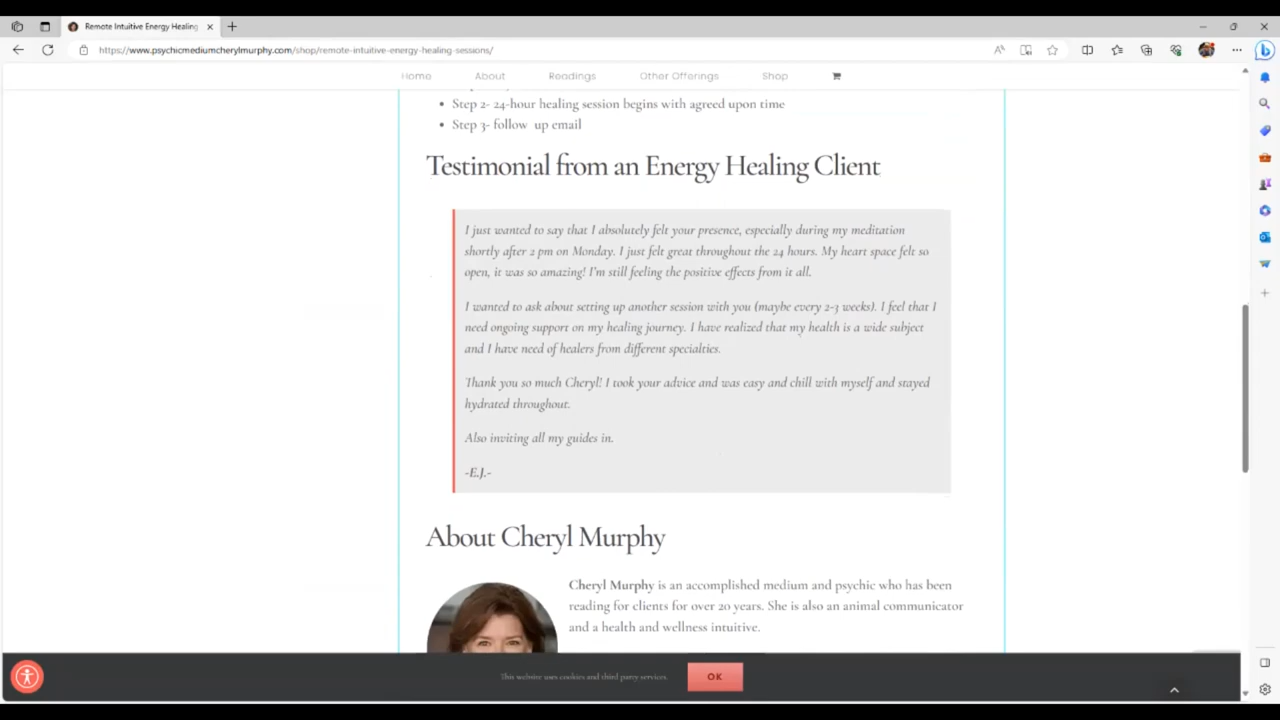 Remote Intuitive Energy Healing
https://www.psychicmediumcherylmurphy.com/shop/remote-intuitive-energy-healing-sessions/
Home About Readings Other Offerings Shop
Step 2- 24-hour healing session begins with agreed upon time
Step 3- follow up email
Testimonial from an Energy Healing Client
I just wanted to say that I absolutely felt your presence, especially during my meditation
shortly after 2 pm on Monday. I just felt great throughout the 24 hours. My heart space felt so
open, it was so amazing! I'm still feeling the positive effects from it all.
I wanted to ask about setting up another session with you (maybe every 2-3 weeks). I feel that I
need ongoing support on my healing journey. I have realized that my health is a wide subject
and I have need of healers from different specialties.
Thank you so much Cheryl! I took your advice and was easy and chill with myself and stayed
hydrated throughout.
Also inviting all my guides in.
-E.J.-
About Cheryl Murphy
Cheryl Murphy is an accomplished medium and psychic who has been
reading for clients for over 20 years. She is also an animal communicator
and a health and wellness intuitive.
This website uses cookies and third party services.
OK